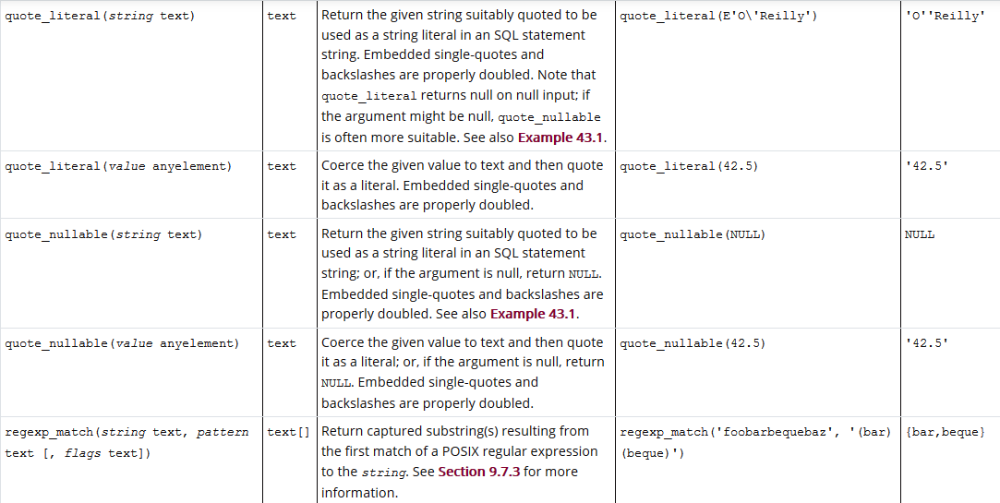 quote_literal(string text)
text
Return the given string suitably quoted to be
used as a string literal in an SQL statement
string. Embedded single-quotes and
backslashes are properly doubled. Note that
quote_literal returns null on null input; if
the argument might be null, quote_nullable
is often more suitable. See also Example 43.1.
quote_literal(E'O\'Reilly')
'O''Reilly'
quote_literal(value anyelement)
text
Coerce the given value to text and then quote
it as a literal. Embedded single-quotes and
backslashes are properly doubled.
quote_literal(42.5)
'42.5'
quote_nullable(string text)
text
Return the given string suitably quoted to be
used as a string literal in an SQL statement
string; or, if the argument is null, return NULL.
Embedded single-quotes and backslashes are
properly doubled. See also Example 43.1.
quote_nullable(NULL)
NULL
quote_nullable(value anyelement)
text
Coerce the given value to text and then quote
it as a literal; or, if the argument is null, return
NULL. Embedded single-quotes and
backslashes are properly doubled.
quote_nullable(42.5)
'42.5'
regexp_match(string text, pattern
text [, flags text])
text[]
Return captured substring(s) resulting from
the first match of a POSIX regular expression
to the string. See Section 9.7.3 for more
information.
regexp_match('foobarbequebaz', '(bar)
(beque)')
{bar,beque}